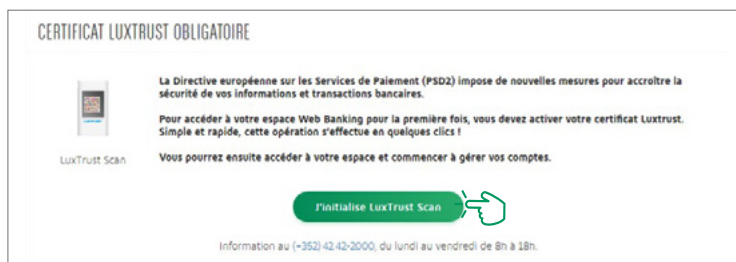 CERTIFICAT LUXTRUST OBLIGATOIRE
La Directive européenne sur les Services de Paiement (PSD2) impose de nouvelles mesures pour accroître la
sécurité de vos informations et transactions bancaires.
Pour accéder à votre espace Web Banking pour la première fois, vous devez activer votre certificat Luxtrust.
Simple et rapide, cette opération s'effectue en quelques clics !
LuxTrust Scan
Vous pourrez ensuite accéder à votre espace et commencer à gérer vos comptes.
J'initialise LuxTrust Scan
Information au (+352) 42.42-2000, du lundi au vendredi de 8h à 18h.